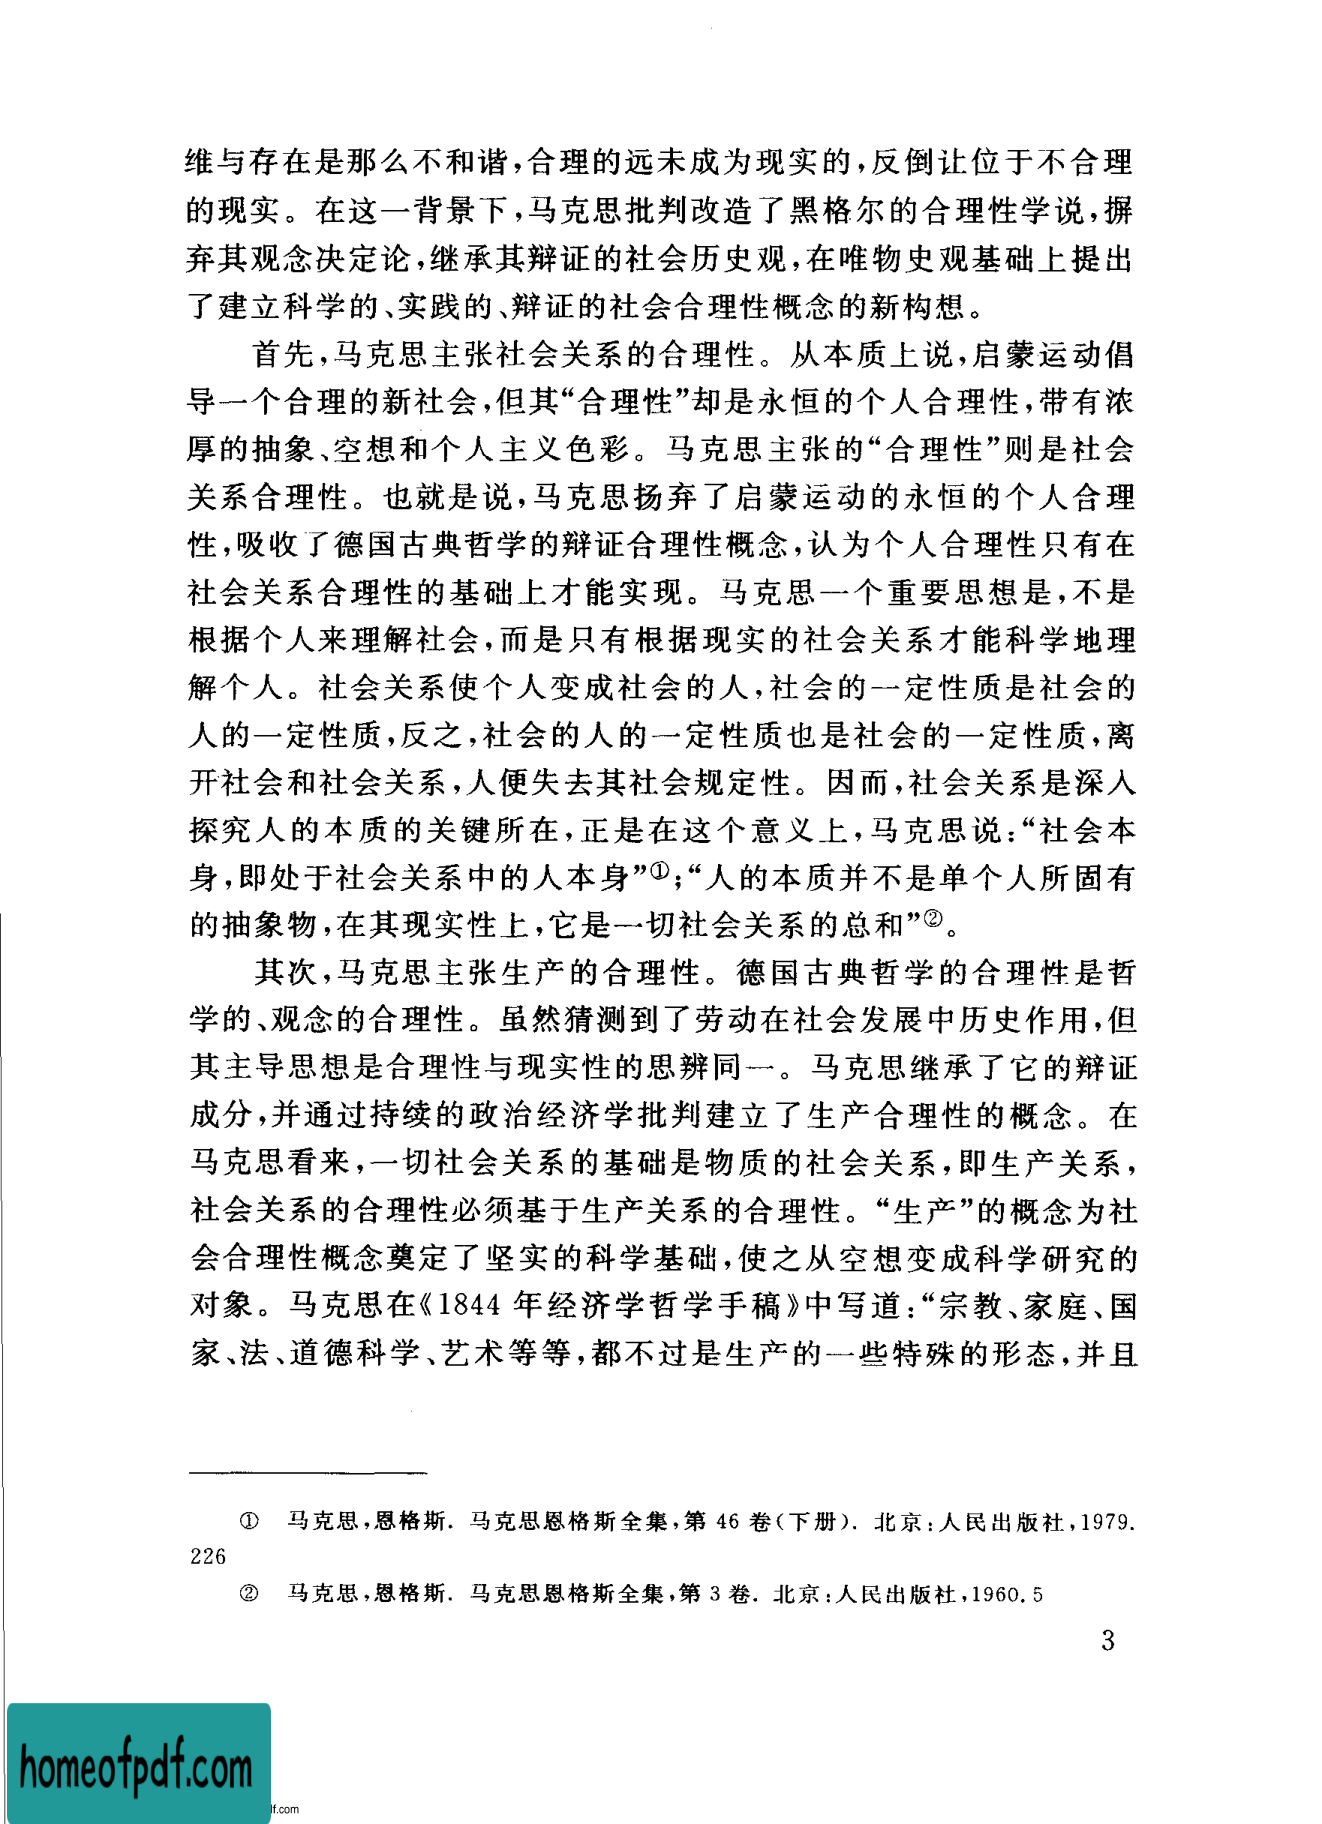 维与存在是那么不和谐，合理的远未成为现实的，反倒让位于不合理
的现实。在这一背景下，马克思批判改造了黑格尔的合理性学说，摒
弃其观念决定论，继承其辩证的社会历史观，在唯物史观基础上提出
了建立科学的、实践的、辩证的社会合理性概念的新构想。
首先，马克思主张社会关系的合理性。从本质上说，启蒙运动倡
导一个合理的新社会，但其“合理性”却是永恒的个人合理性，带有浓
厚的抽象、空想和个人主义色彩。马克思主张的“合理性”则是社会
关系合理性。也就是说，马克思扬弃了启蒙运动的永恒的个人合理
性，吸收了德国古典哲学的辩证合理性概念，认为个人合理性只有在
社会关系合理性的基础上才能实现。马克思一个重要思想是，不是
根据个人来理解社会，而是只有根据现实的社会关系才能科学地理
解个人。社会关系使个人变成社会的人，社会的一定性质是社会的
人的一定性质，反之，社会的人的一定性质也是社会的一定性质，离
开社会和社会关系，人便失去其社会规定性。因而，社会关系是深入
探究人的本质的关键所在，正是在这个意义上，马克思说：“社会本
身，即处于社会关系中的人本身”①；“人的本质并不是单个人所固有
的抽象物，在其现实性上，它是一切社会关系的总和”②。
其次，马克思主张生产的合理性。德国古典哲学的合理性是哲
学的、观念的合理性。虽然猜测到了劳动在社会发展中历史作用，但
其主导思想是合理性与现实性的思辨同一。马克思继承了它的辩证
成分，并通过持续的政治经济学批判建立了生产合理性的概念。在
马克思看来，一切社会关系的基础是物质的社会关系，即生产关系，
社会关系的合理性必须基于生产关系的合理性。“生产”的概念为社
会合理性概念奠定了坚实的科学基础，使之从空想变成科学研究的
对象。马克思在《1844 年经济学哲学手稿》中写道：“宗教、家庭、国
家、法、道德科学、艺术等等，都不过是生产的一些特殊的形态，并且
① 马克思，恩格斯. 马克思恩格斯全集，第 46 卷（下册）. 北京：人民出版社，1979.
226
② 马克思，恩格斯. 马克思恩格斯全集，第 3 卷. 北京：人民出版社，1960. 5
3
homeofpdf.com
lf.com